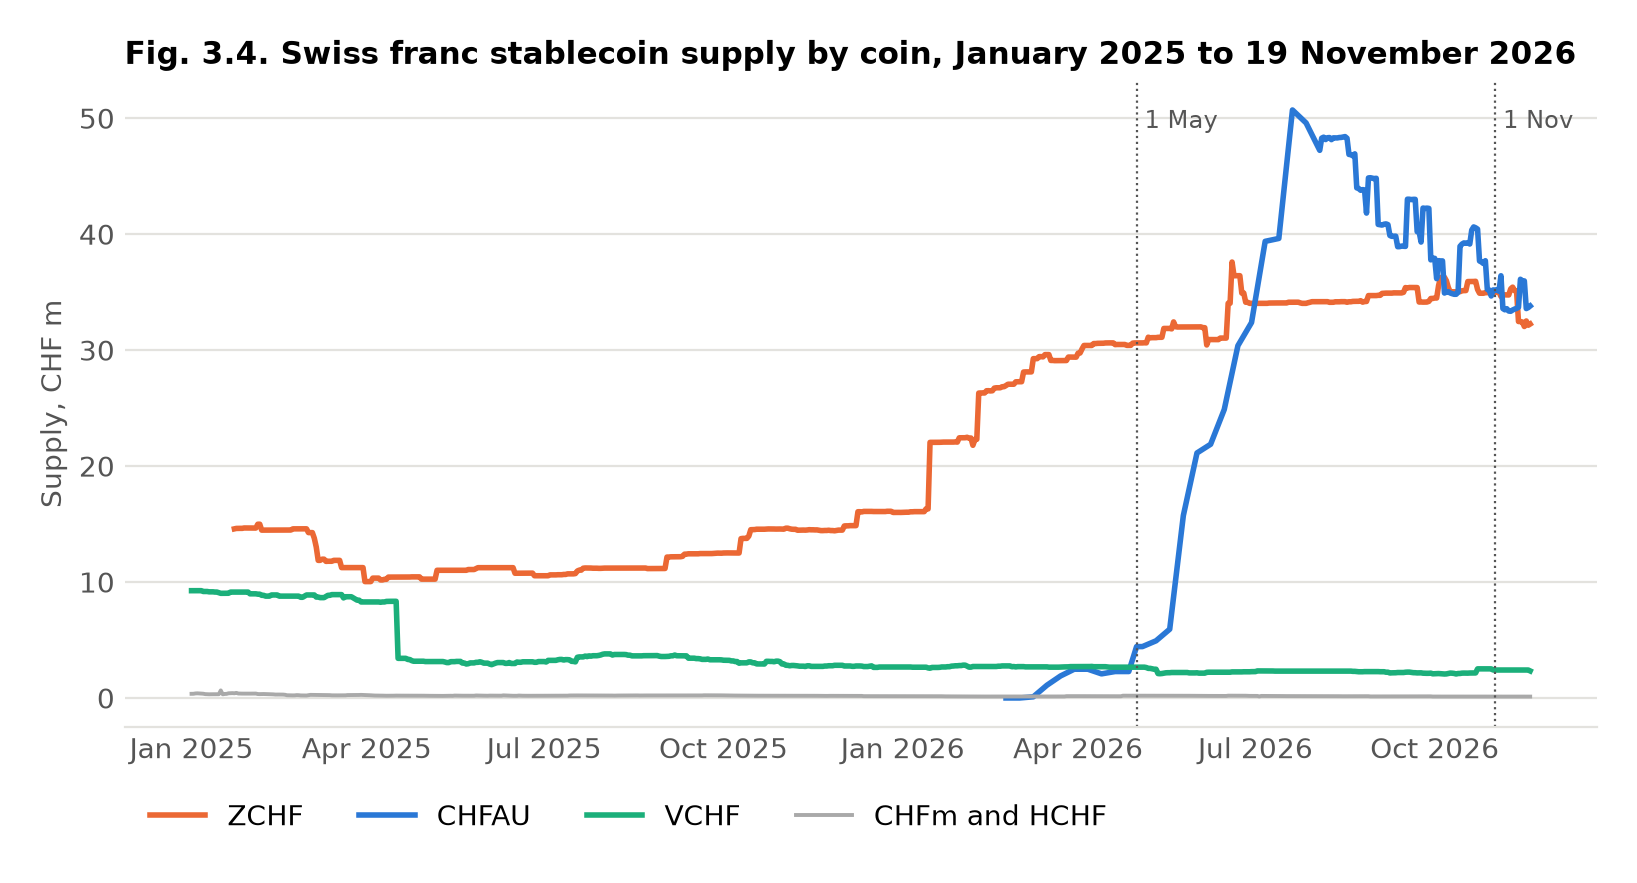 Fig. 3.4. Swiss franc stablecoin supply by coin, January 2025 to 19 November 2026
1 May
1 Nov
Supply, CHF m
50
40
30
20
10
0
Jan 2025 Apr 2025 Jul 2025 Oct 2025 Jan 2026 Apr 2026 Jul 2026 Oct 2026
ZCHF CHFAU VCHF CHFm and HCHF